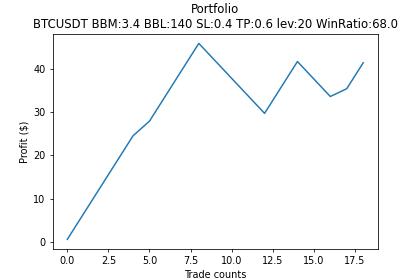 Portfolio
BTCUSDT BBM:3.4 BBL:140 SL:0.4 TP:0.6 lev:20 WinRatio:68.0
40
30
20
10
0
Profit ($)
0.0 2.5 5.0 7.5 10.0 12.5 15.0 17.5
Trade counts